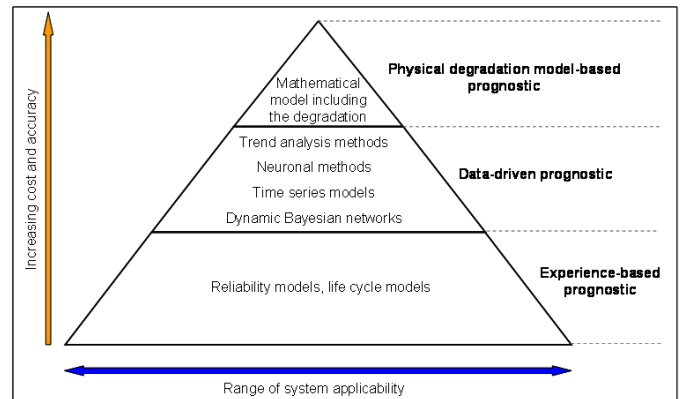 Increasing cost and accuracy
Mathematical
model including
the degradation
Physical degradation model-based
prognostic
Trend analysis methods
Neuronal methods
Time series models
Dynamic Bayesian networks
Data-driven prognostic
Reliability models, life cycle models
Experience-based
prognostic
Range of system applicability